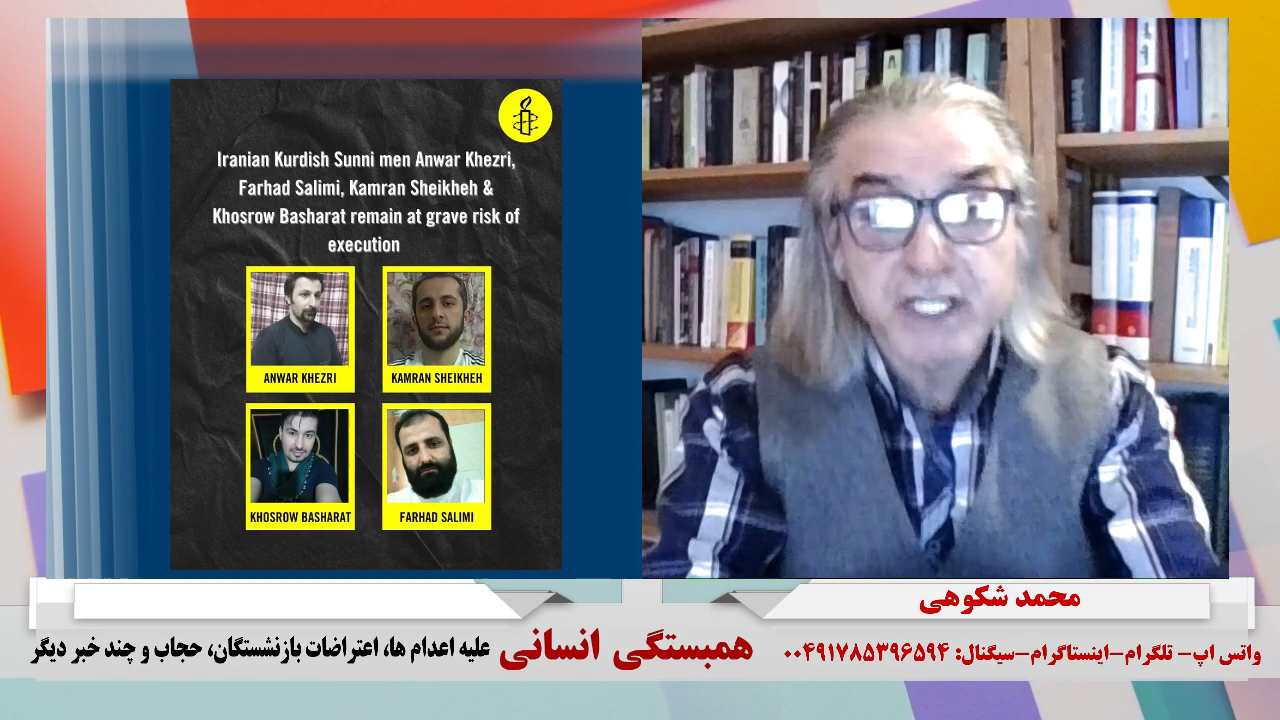 Iranian Kurdish Sunni men Anwar Khezri,
Farhad Salimi, Kamran Sheikheh &
Khosrow Basharat remain at grave risk of
execution
ANWAR KHEZRI
KAMRAN SHEIKHEH
KHOSROW BASHARAT
FARHAD SALIMI
محمد شکوهی
واتس اپ- تلگرام-اینستاگرام-سیگنال: ۰۰۴۹۱۷۸۵۳۹۶۵۹۴
همبستگی انسانی
علیه اعدام ها، اعتراضات بازنشستگان، حجاب و چند خبر دیگر